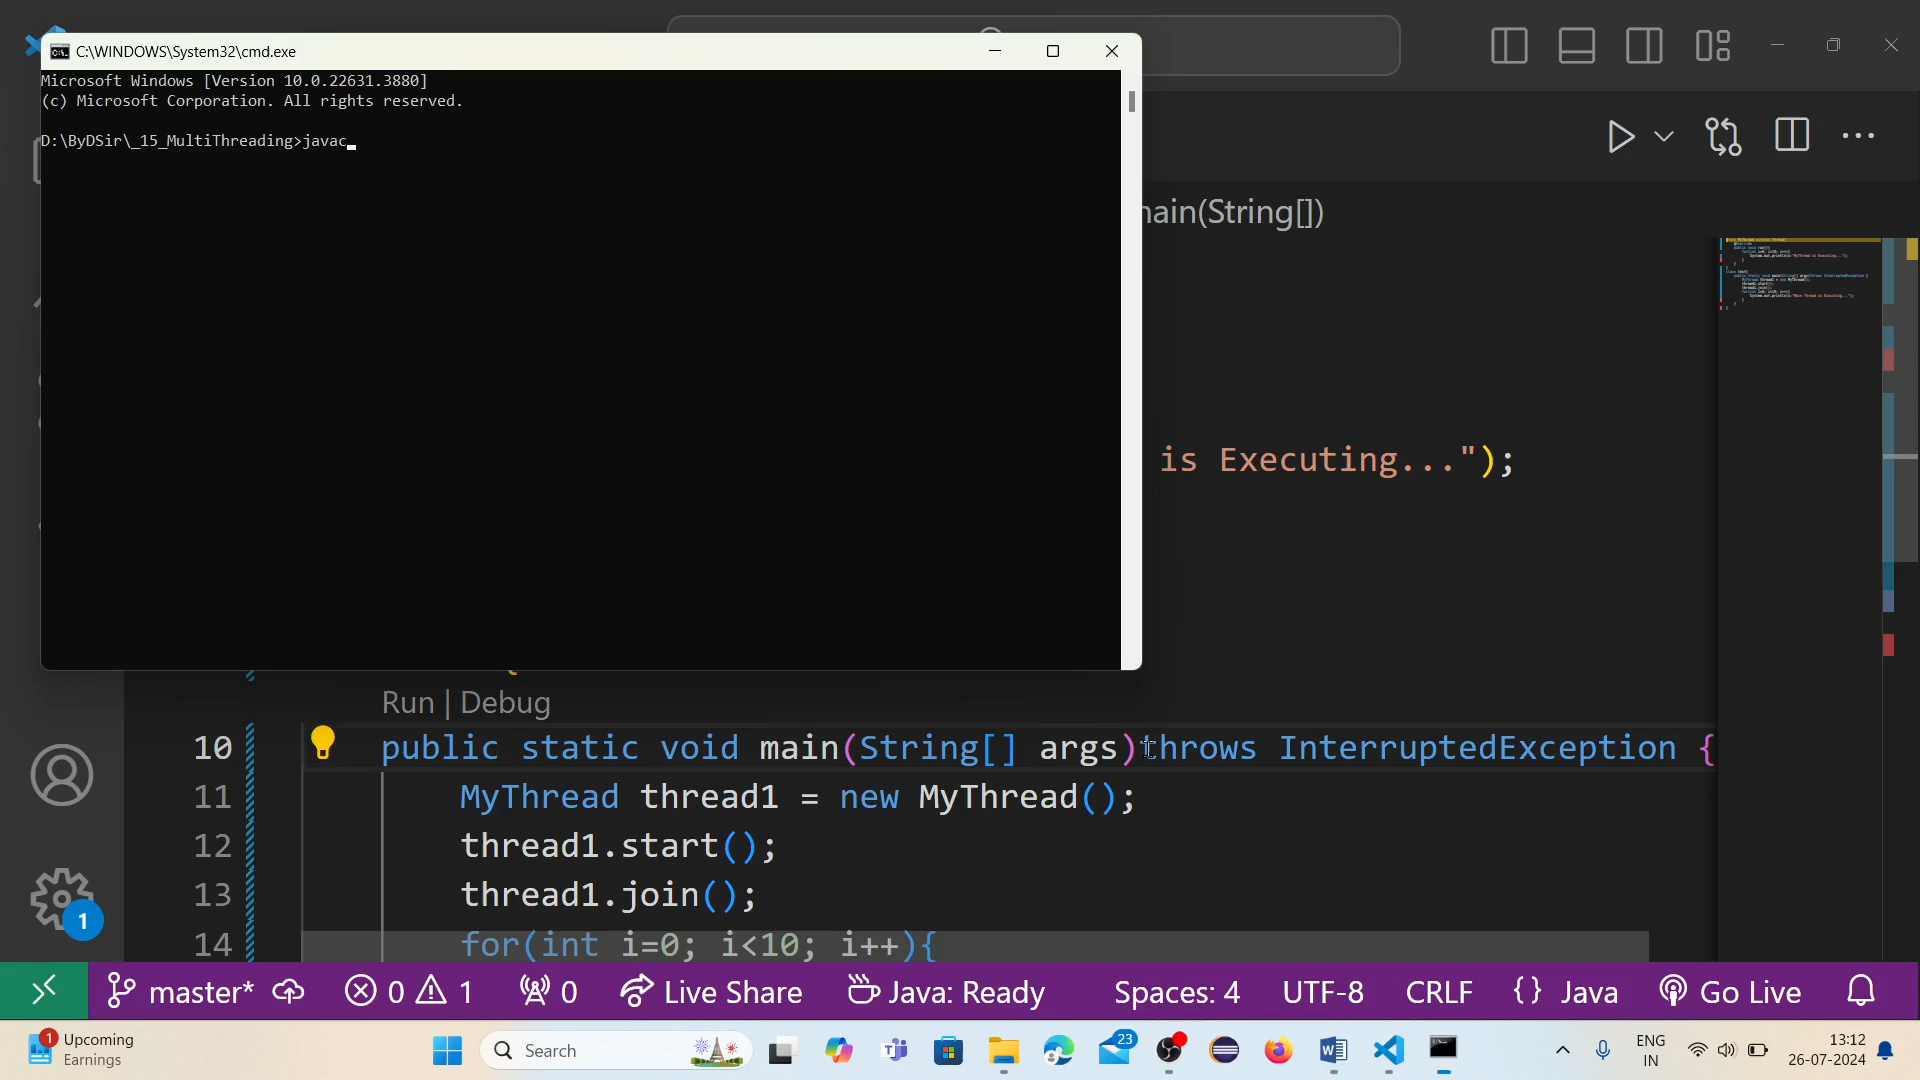 C:\WINDOWS\System32\cmd.exe
Microsoft Windows [Version 10.0.22631.3880]
(c) Microsoft Corporation. All rights reserved.
D:\ByDSir\_15_MultiThreading>javac
main(String[])
is Executing...");
Run | Debug
10 public static void main(String[] args)throws InterruptedException {
11 MyThread thread1 = new MyThread();
12 thread1.start();
13 thread1.join();
14 for(int i=0; i<10; i++){
1
master* 0 1 0 Live Share Java: Ready Spaces: 4 UTF-8 CRLF {} Java Go Live
1 Upcoming
Earnings
Search
23
ENG
IN
13:12
26-07-2024